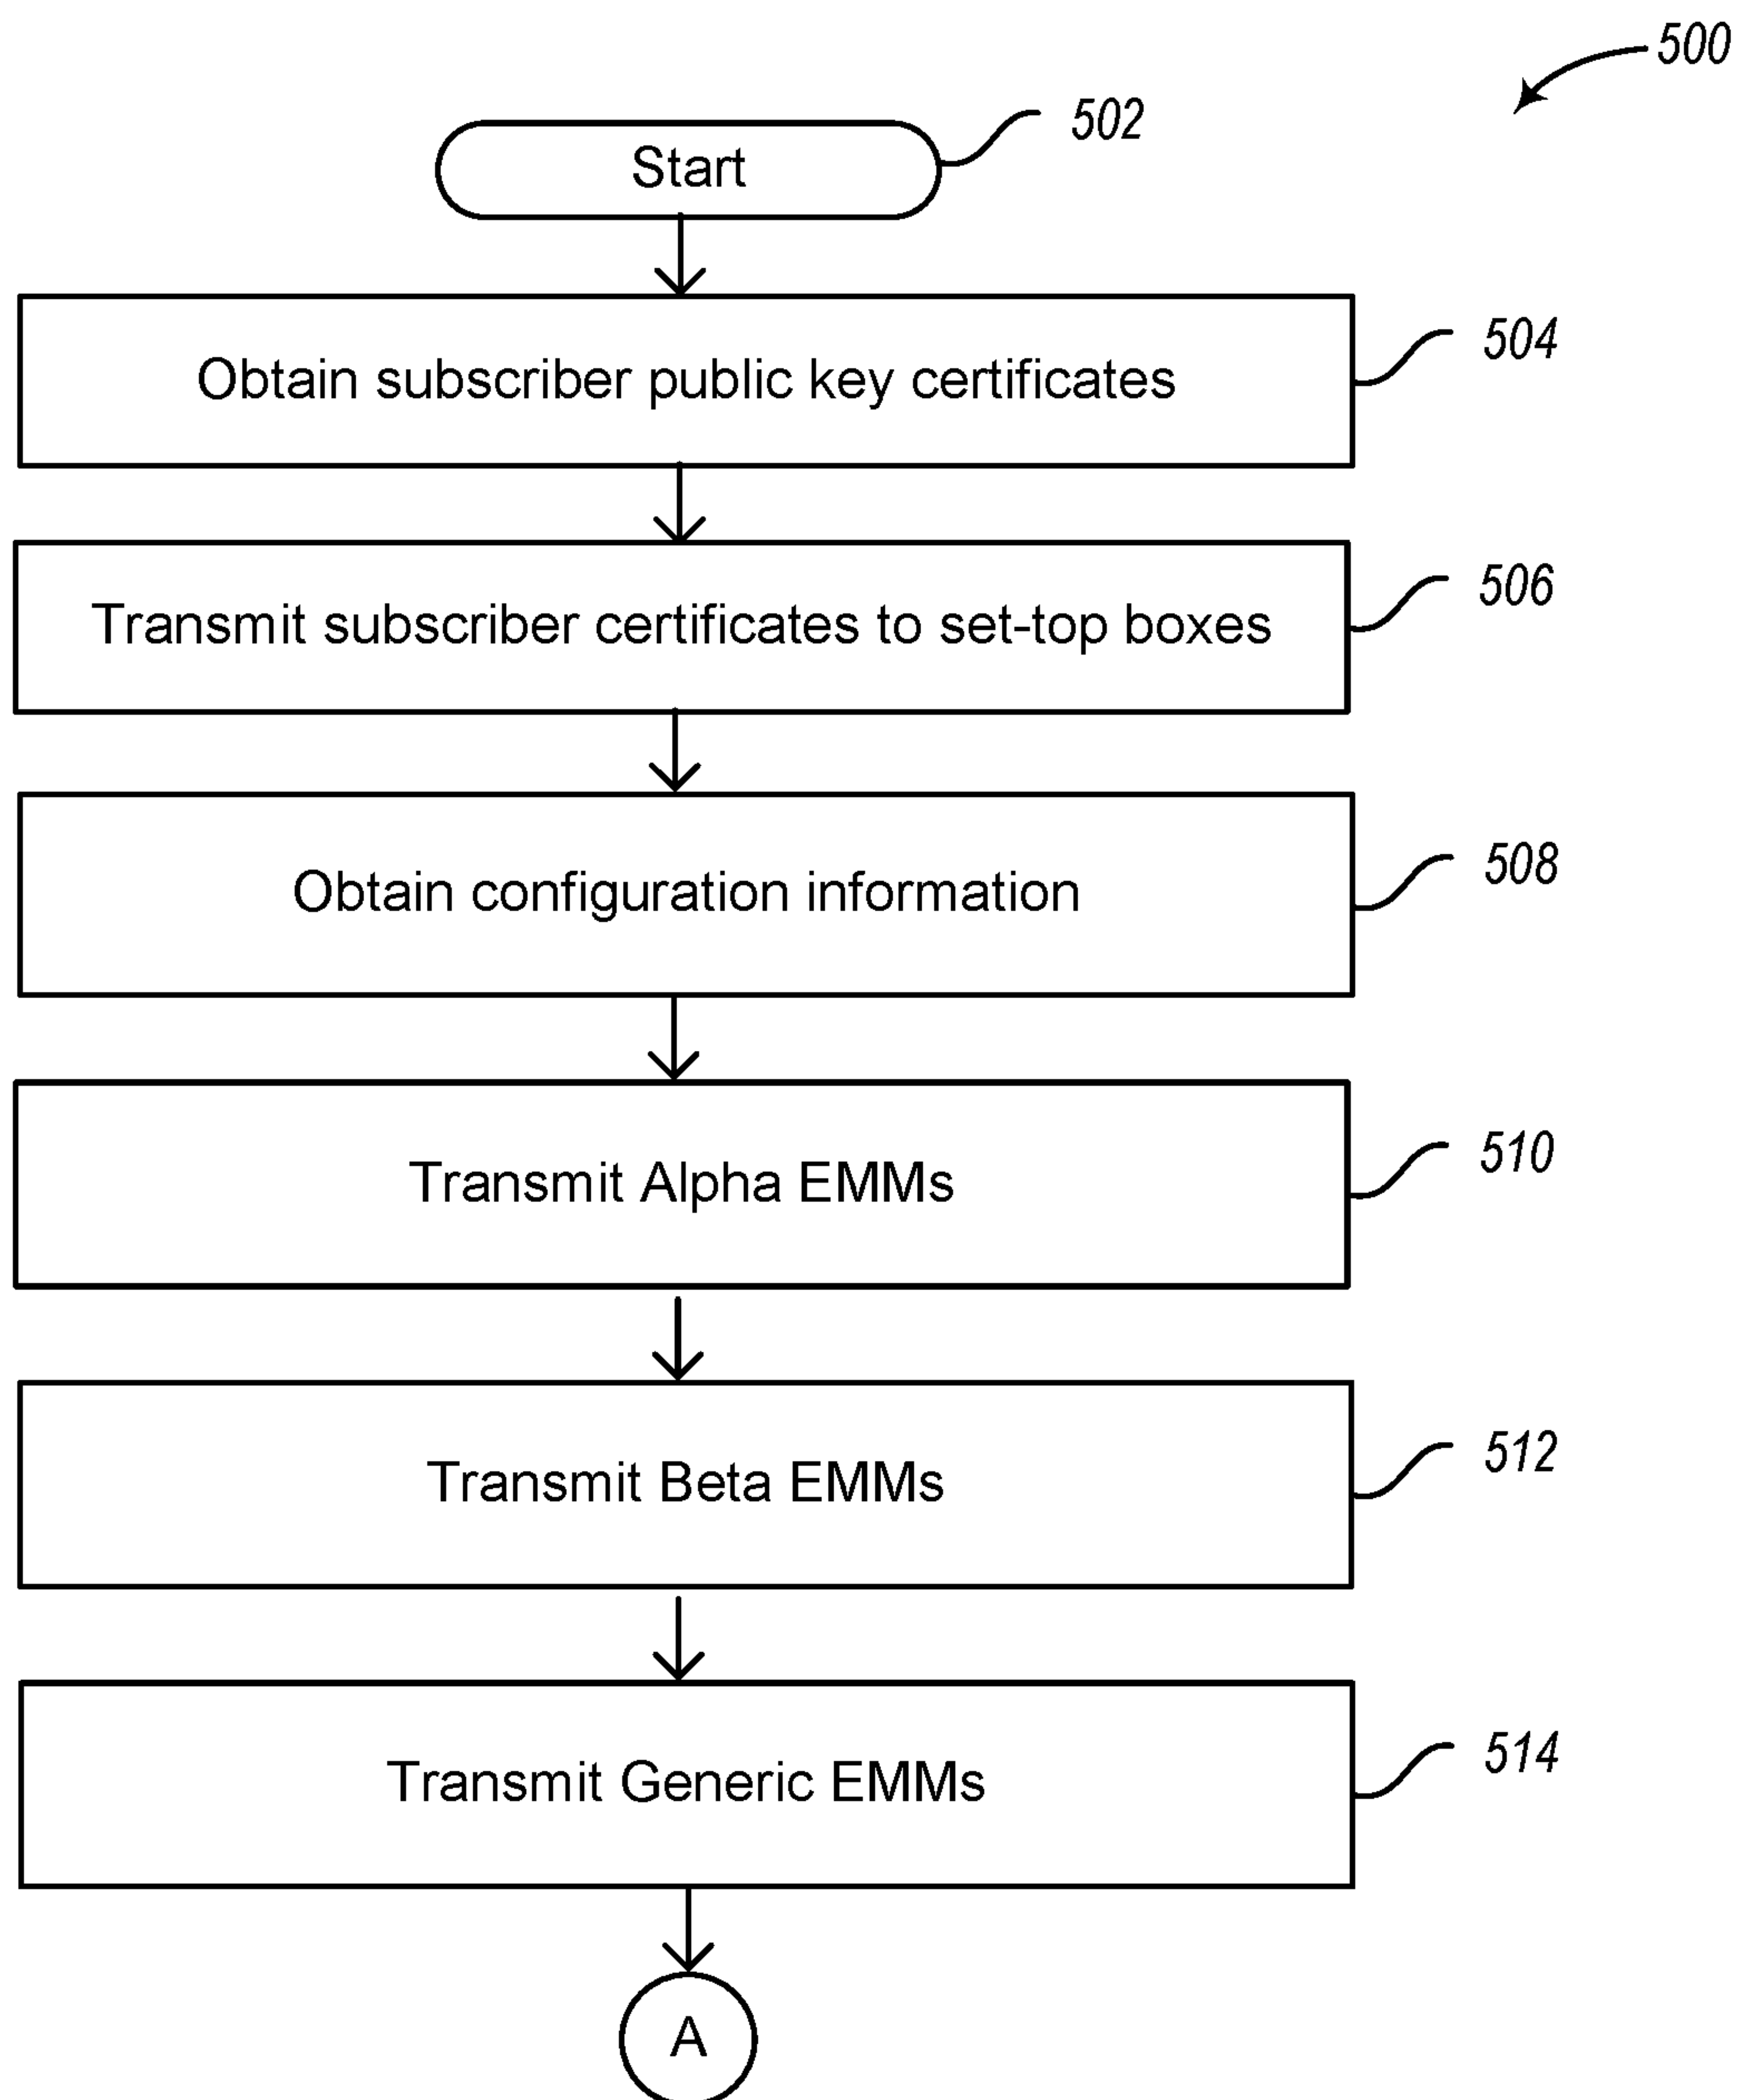 500
502
Start
504
Obtain subscriber public key certificates
506
Transmit subscriber certificates to set-top boxes
508
Obtain configuration information
510
Transmit Alpha EMMs
512
Transmit Beta EMMs
514
Transmit Generic EMMs
A